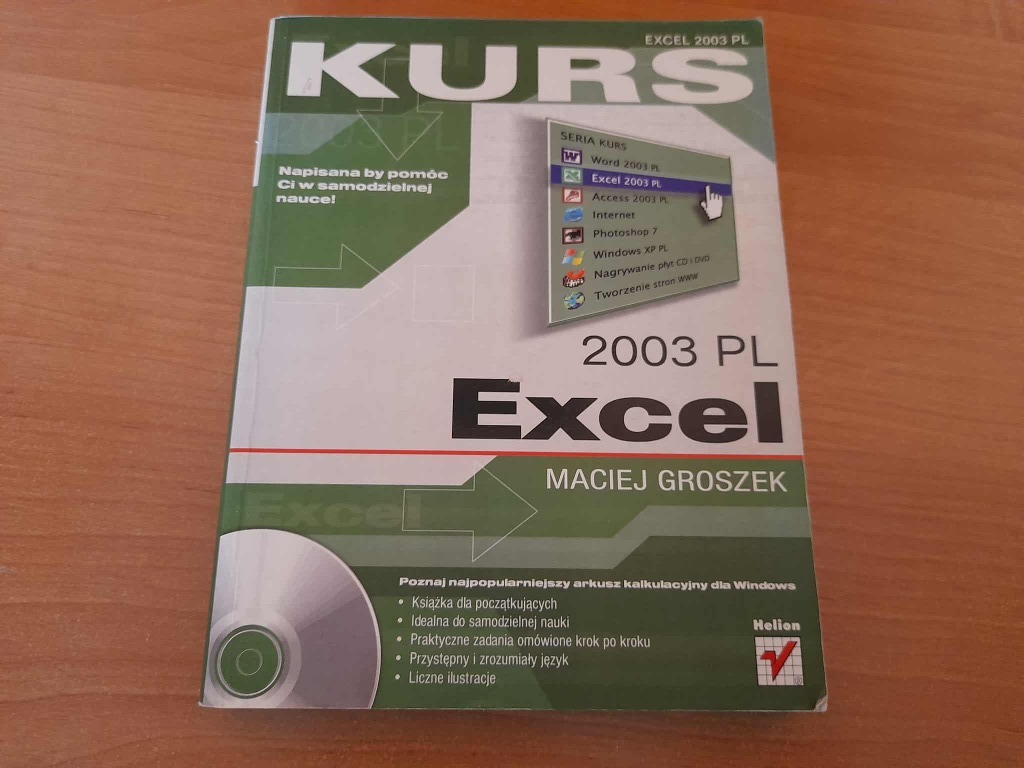 EXCEL 2003 PL
KURS
Excel
2003 PL
Napisana by pomóc
Ci w samodzielnej
nauce!
SERIA KURS
Word 2003 PL
Excel 2003 PL
Access 2003 PL
Internet
Photoshop 7
Windows XP PL
Nagrywanie płyt CD i DVD
Tworzenie stron WWW
2003 PL
Excel
MACIEJ GROSZEK
Excel
Poznaj najpopularniejszy arkusz kalkulacyjny dla Windows
• Książka dla początkujących
• Idealna do samodzielnej nauki
• Praktyczne zadania omówione krok po kroku
• Przystępny i zrozumiały język
• Liczne ilustracje
Helion